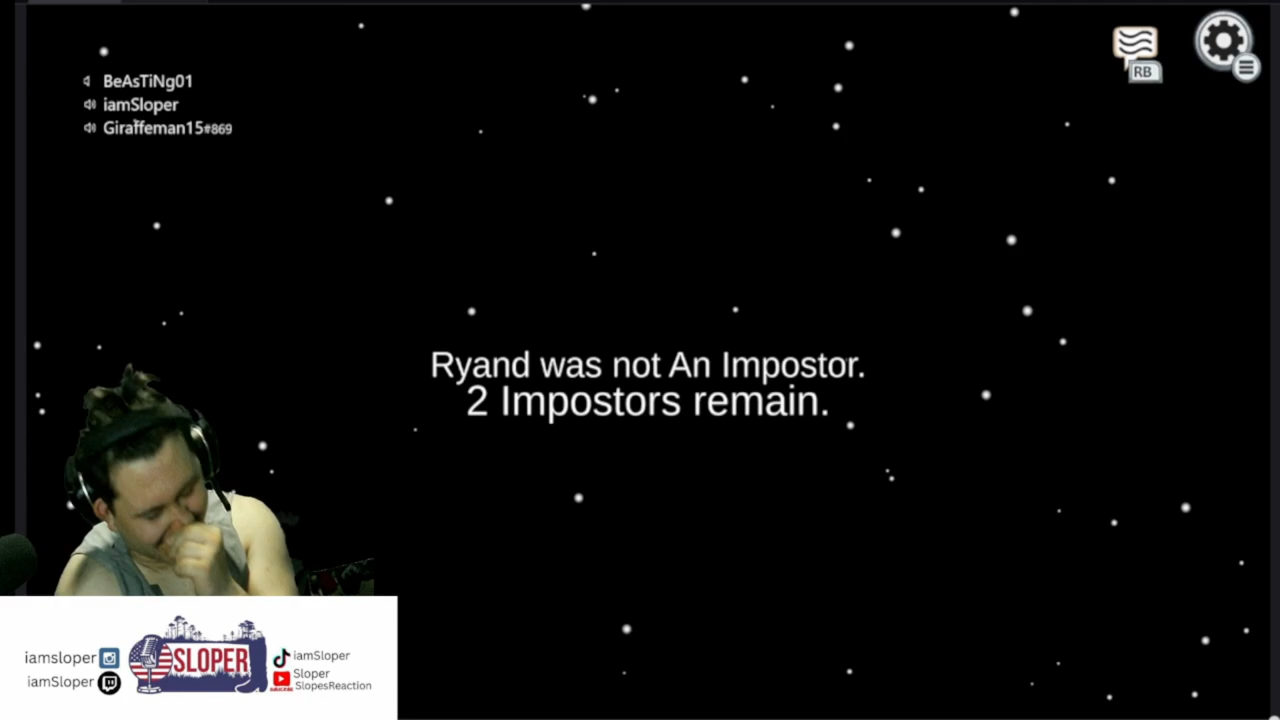 BeAsTiNg01
iamSloper
Giraffeman15#869
RB
Ryand was not An Impostor.
2 Impostors remain.
iamsloper
iamSloper
SLOPER
iamSloper
Sloper
SlopesReaction